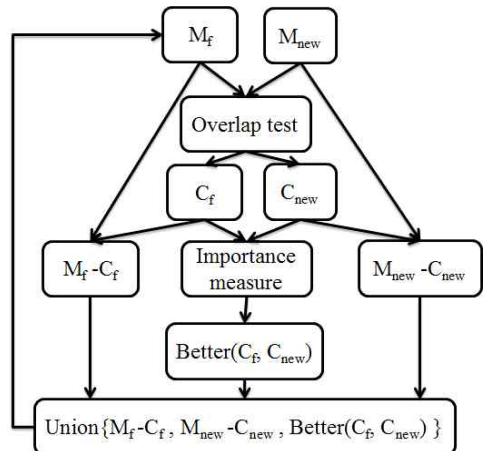 M_f
M_new
Overlap test
C_f
C_new
M_f -C_f
Importance
measure
M_new -C_new
Better(C_f, C_new)
Union{M_f-C_f , M_new-C_new , Better(C_f, C_new) }